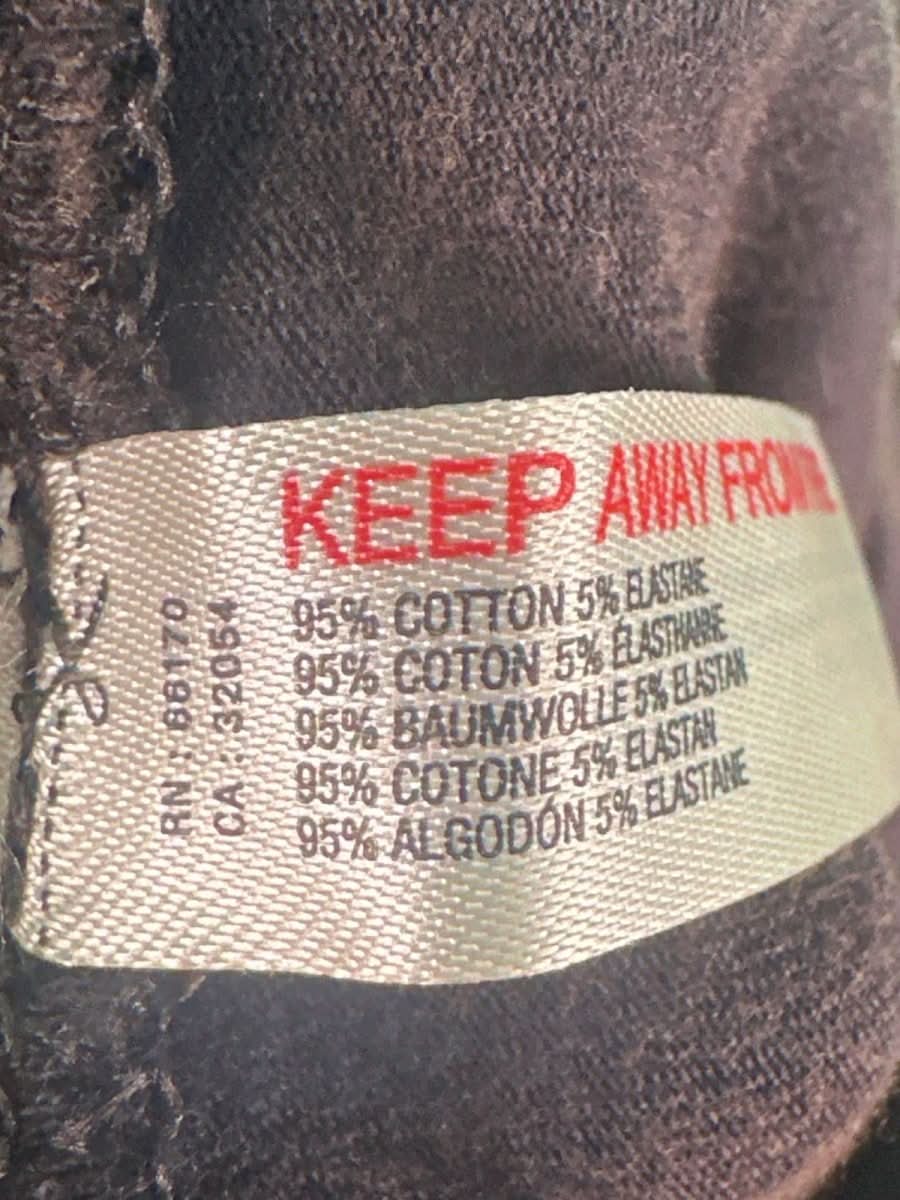 KEEP AWAY FROM
95% COTTON 5% ELASTANE
95% COTON 5% ÉLASTHANNE
95% BAUMWOLLE 5% ELASTAN
95% COTONE 5% ELASTAN
95% ALGODÓN 5% ELASTANE
RN : 66170
CA : 32054